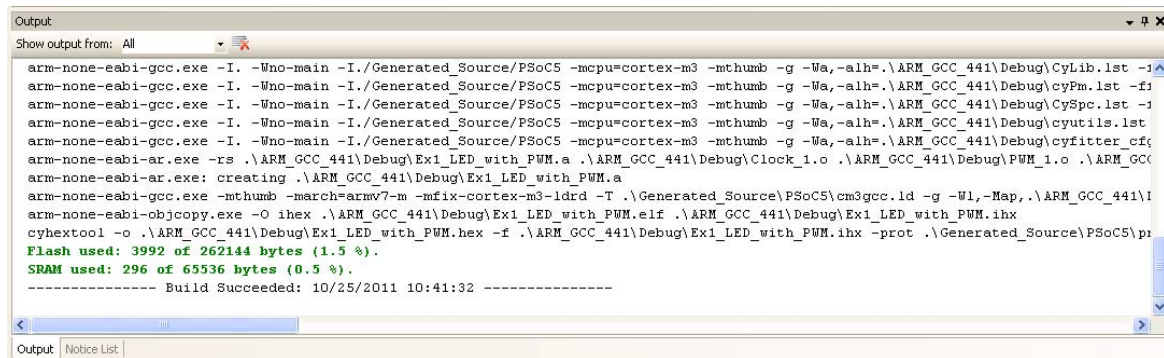 Output
Show output from: All
arm-none-eabi-gcc.exe -I. -Wno-main -I./Generated_Source/PSoC5 -mcpu=cortex-m3 -mthumb -g -Wa,-alh=.\ARM_GCC_441\Debug\CyLib.lst
arm-none-eabi-gcc.exe -I. -Wno-main -I./Generated_Source/PSoC5 -mcpu=cortex-m3 -mthumb -g -Wa,-alh=.\ARM_GCC_441\Debug\cyPm.lst
arm-none-eabi-gcc.exe -I. -Wno-main -I./Generated_Source/PSoC5 -mcpu=cortex-m3 -mthumb -g -Wa,-alh=.\ARM_GCC_441\Debug\CySpc.lst
arm-none-eabi-gcc.exe -I. -Wno-main -I./Generated_Source/PSoC5 -mcpu=cortex-m3 -mthumb -g -Wa,-alh=.\ARM_GCC_441\Debug\cyutils.lst
arm-none-eabi-gcc.exe -I. -Wno-main -I./Generated_Source/PSoC5 -mcpu=cortex-m3 -mthumb -g -Wa,-alh=.\ARM_GCC_441\Debug\cyfitter_cfg
arm-none-eabi-ar.exe -rs .\ARM_GCC_441\Debug\Ex1_LED_with_PWM.a .\ARM_GCC_441\Debug\Clock_1.o .\ARM_GCC_441\Debug\PWM_1.o .\ARM_GCC
arm-none-eabi-ar.exe: creating .\ARM_GCC_441\Debug\Ex1_LED_with_PWM.a
arm-none-eabi-gcc.exe -mthumb -march=armv7-m -mfix-cortex-m3-ldrd -T .\Generated_Source\PSoC5\cm3gcc.ld -g -Wl,-Map,.\ARM_GCC_441\
arm-none-eabi-objcopy.exe -O ihex .\ARM_GCC_441\Debug\Ex1_LED_with_PWM.elf .\ARM_GCC_441\Debug\Ex1_LED_with_PWM.ihx
cyhextool -o .\ARM_GCC_441\Debug\Ex1_LED_with_PWM.hex -f .\ARM_GCC_441\Debug\Ex1_LED_with_PWM.ihx -prot .\Generated_Source\PSoC5\
Flash used: 3992 of 262144 bytes (1.5 %).
SRAM used: 296 of 65536 bytes (0.5 %).
--------------- Build Succeeded: 10/25/2011 10:41:32 ---------------
Output Notice List